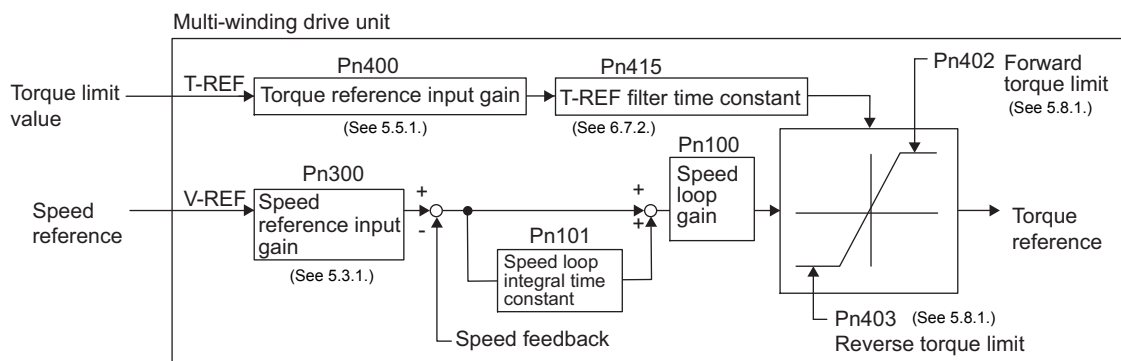 Multi-winding drive unit
Torque limit
value
T-REF
Pn400
Torque reference input gain
(See 5.5.1.)
Pn415
T-REF filter time constant
(See 6.7.2.)
Pn402
Forward
torque limit
(See 5.8.1.)
Speed
reference
V-REF
Pn300
Speed
reference input
gain
(See 5.3.1.)
+
-
Pn101
Speed loop
integral time
constant
+
+
Pn100
Speed
loop
gain
Torque
reference
Speed feedback
Pn403
(See 5.8.1.)
Reverse torque limit